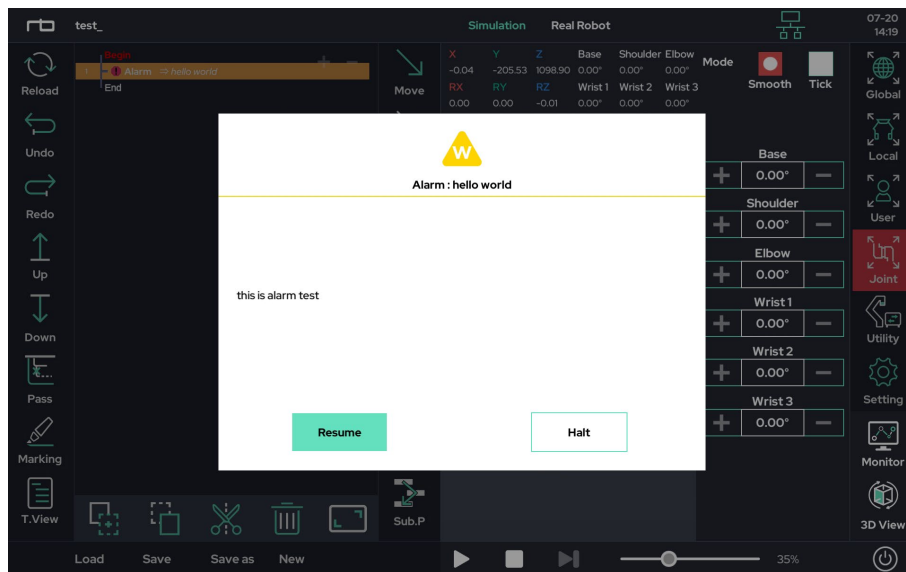 test_
Simulation Real Robot
07-20
14:19
Reload
Undo
Redo
Up
Down
Pass
Marking
T.View
Begin
1 Alarm ⇒ hello world
End
Move
X Y Z Base Shoulder Elbow
-0.04 -205.53 1098.90 0.00° 0.00° 0.00°
RX RY RZ Wrist 1 Wrist 2 Wrist 3
0.00 0.00 -0.01 0.00° 0.00° 0.00°
Mode
Smooth Tick
W
Alarm : hello world
this is alarm test
Resume
Halt
Base
+ 0.00° −
Shoulder
+ 0.00° −
Elbow
+ 0.00° −
Wrist 1
+ 0.00° −
Wrist 2
+ 0.00° −
Wrist 3
+ 0.00° −
Global
Local
User
Joint
Utility
Setting
Monitor
3D View
Sub.P
Load Save Save as New
35%